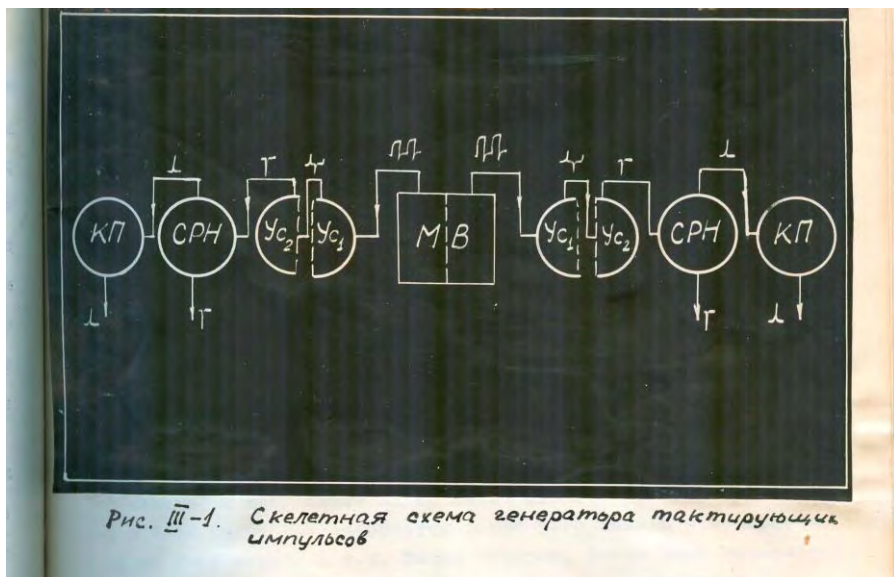 КП СРН Ус₂ Ус₁ М В Ус₁ Ус₂ СРН КП
Рис. III-1. Скелетная схема генератора тактирующих
импульсов